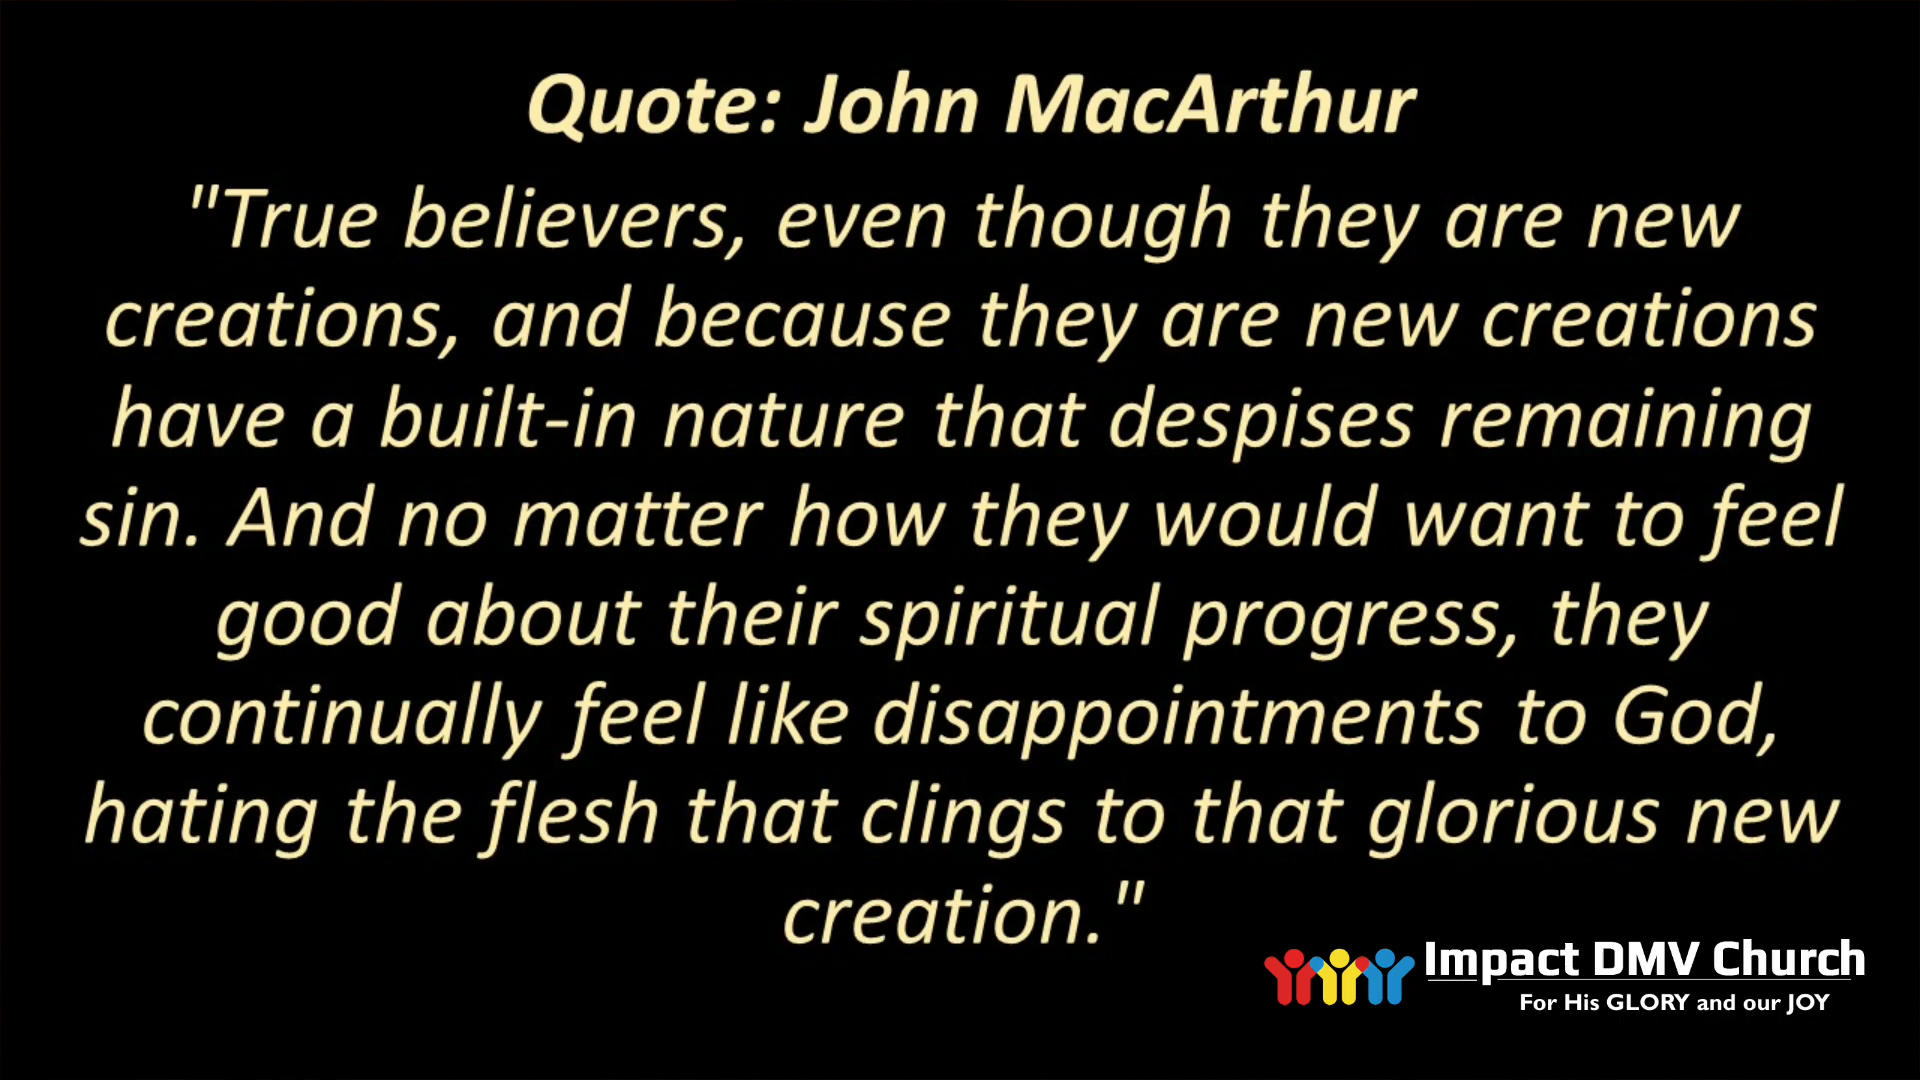 Quote: John MacArthur
"True believers, even though they are new
creations, and because they are new creations
have a built-in nature that despises remaining
sin. And no matter how they would want to feel
good about their spiritual progress, they
continually feel like disappointments to God,
hating the flesh that clings to that glorious new
creation."
Impact DMV Church
For His GLORY and our JOY